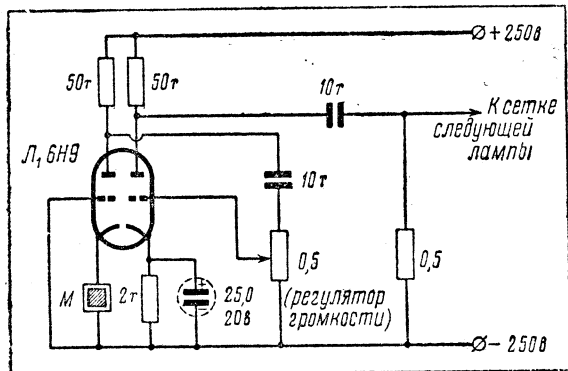 +250в
50т
50т
10т
К сетке
следующей
лампы
Л₁ 6Н9
10т
М
2т
25,0
20в
0,5
(регулятор
громкости)
0,5
-250в